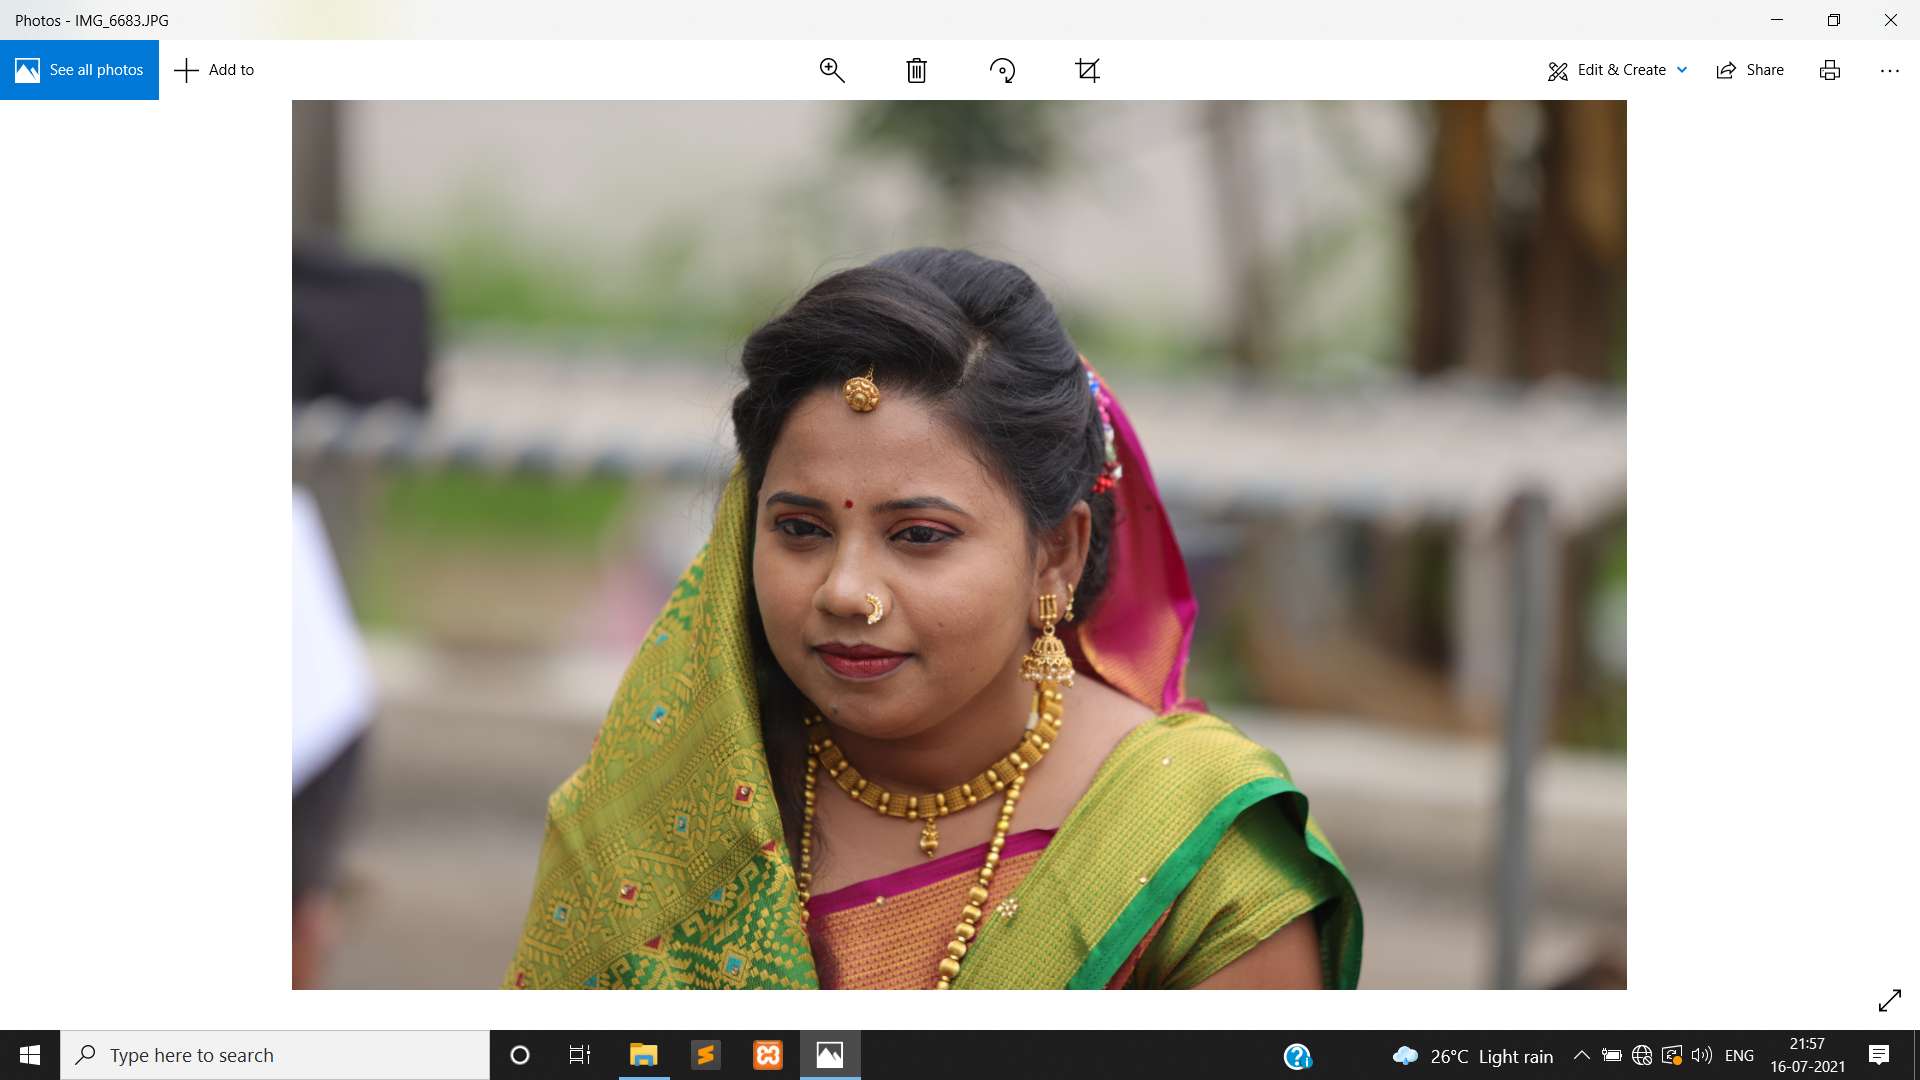 Photos - IMG_6683.JPG
See all photos
Add to
Edit & Create
Share
Type here to search
26°C Light rain
ENG
21:57
16-07-2021